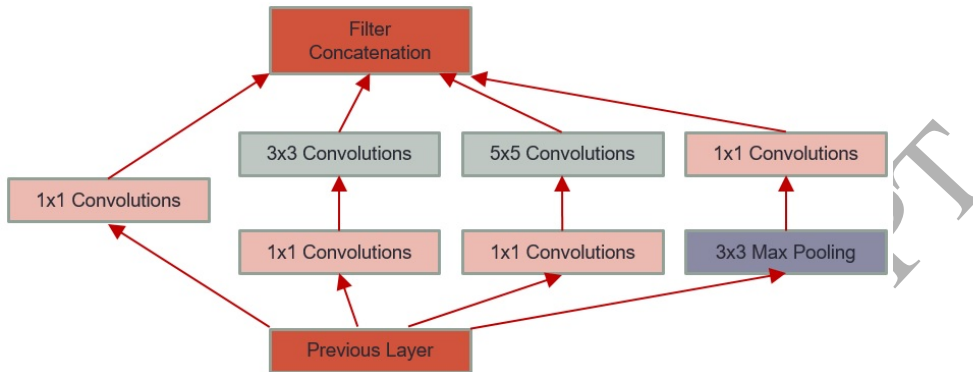 Filter
Concatenation
3x3 Convolutions
5x5 Convolutions
1x1 Convolutions
1x1 Convolutions
1x1 Convolutions
1x1 Convolutions
3x3 Max Pooling
Previous Layer
PT